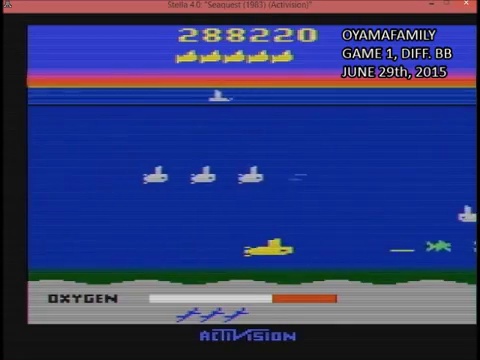 Stella 4.0: "Seaquest (1983) (Activision)"
288220
OYAMAFAMILY
GAME 1, DIFF. BB
JUNE 29th, 2015
OXYGEN
ACTIVISION